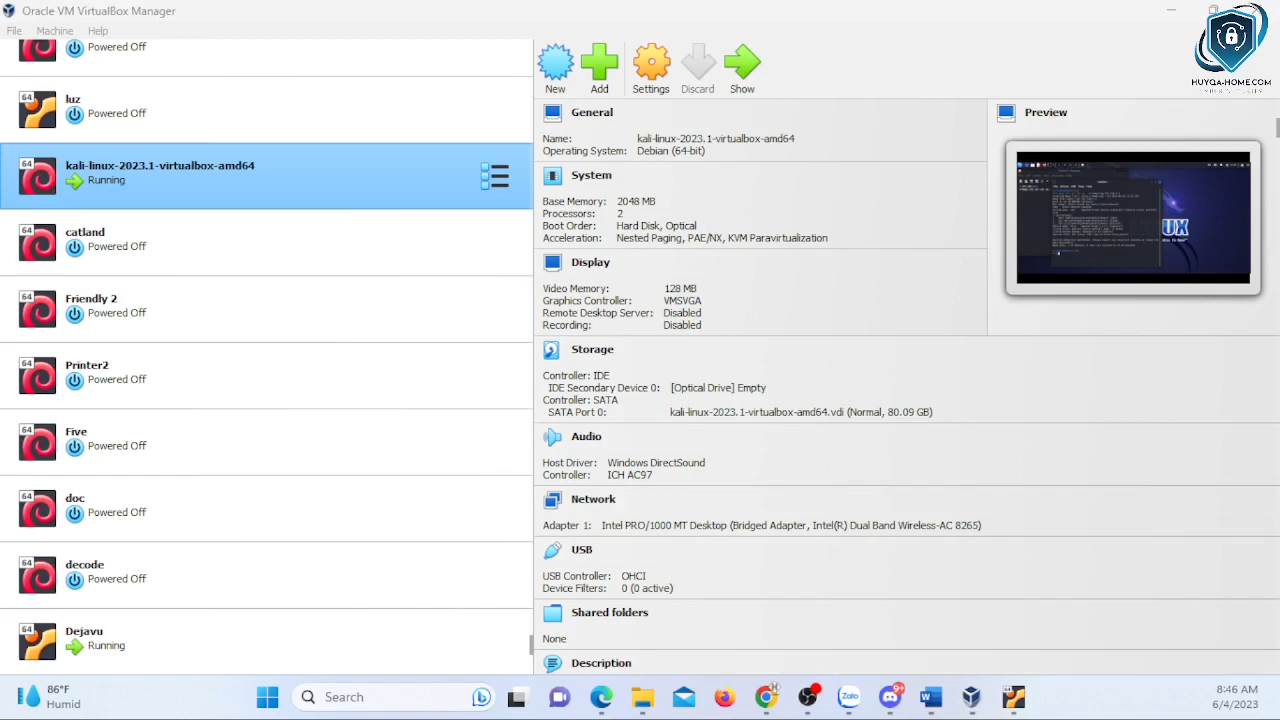 Oracle VM VirtualBox Manager
File Machine Help
Powered Off
64 luz
Powered Off
64 kali-linux-2023.1-virtualbox-amd64
Running
64 catland
Powered Off
64 Friendly 2
Powered Off
64 Printer2
Powered Off
64 Five
Powered Off
64 doc
Powered Off
64 decode
Powered Off
64 Dejavu
Running
New Add Settings Discard Show
HUYQA-HOME.COM
General
Name: kali-linux-2023.1-virtualbox-amd64
Operating System: Debian (64-bit)
System
Base Memory: 2048 MB
Processors: 2
Boot Order: Hard Disk, Optical
Acceleration: Nested Paging, PAE/NX, KVM Paravirtualization
Display
Video Memory: 128 MB
Graphics Controller: VMSVGA
Remote Desktop Server: Disabled
Recording: Disabled
Storage
Controller: IDE
IDE Secondary Device 0: [Optical Drive] Empty
Controller: SATA
SATA Port 0: kali-linux-2023.1-virtualbox-amd64.vdi (Normal, 80.09 GB)
Audio
Host Driver: Windows DirectSound
Controller: ICH AC97
Network
Adapter 1: Intel PRO/1000 MT Desktop (Bridged Adapter, Intel(R) Dual Band Wireless-AC 8265)
USB
USB Controller: OHCI
Device Filters: 0 (0 active)
Shared folders
None
Description
Preview
UX
86°F
Humid
Search
Zalo
9+
W
64
8:46 AM
6/4/2023